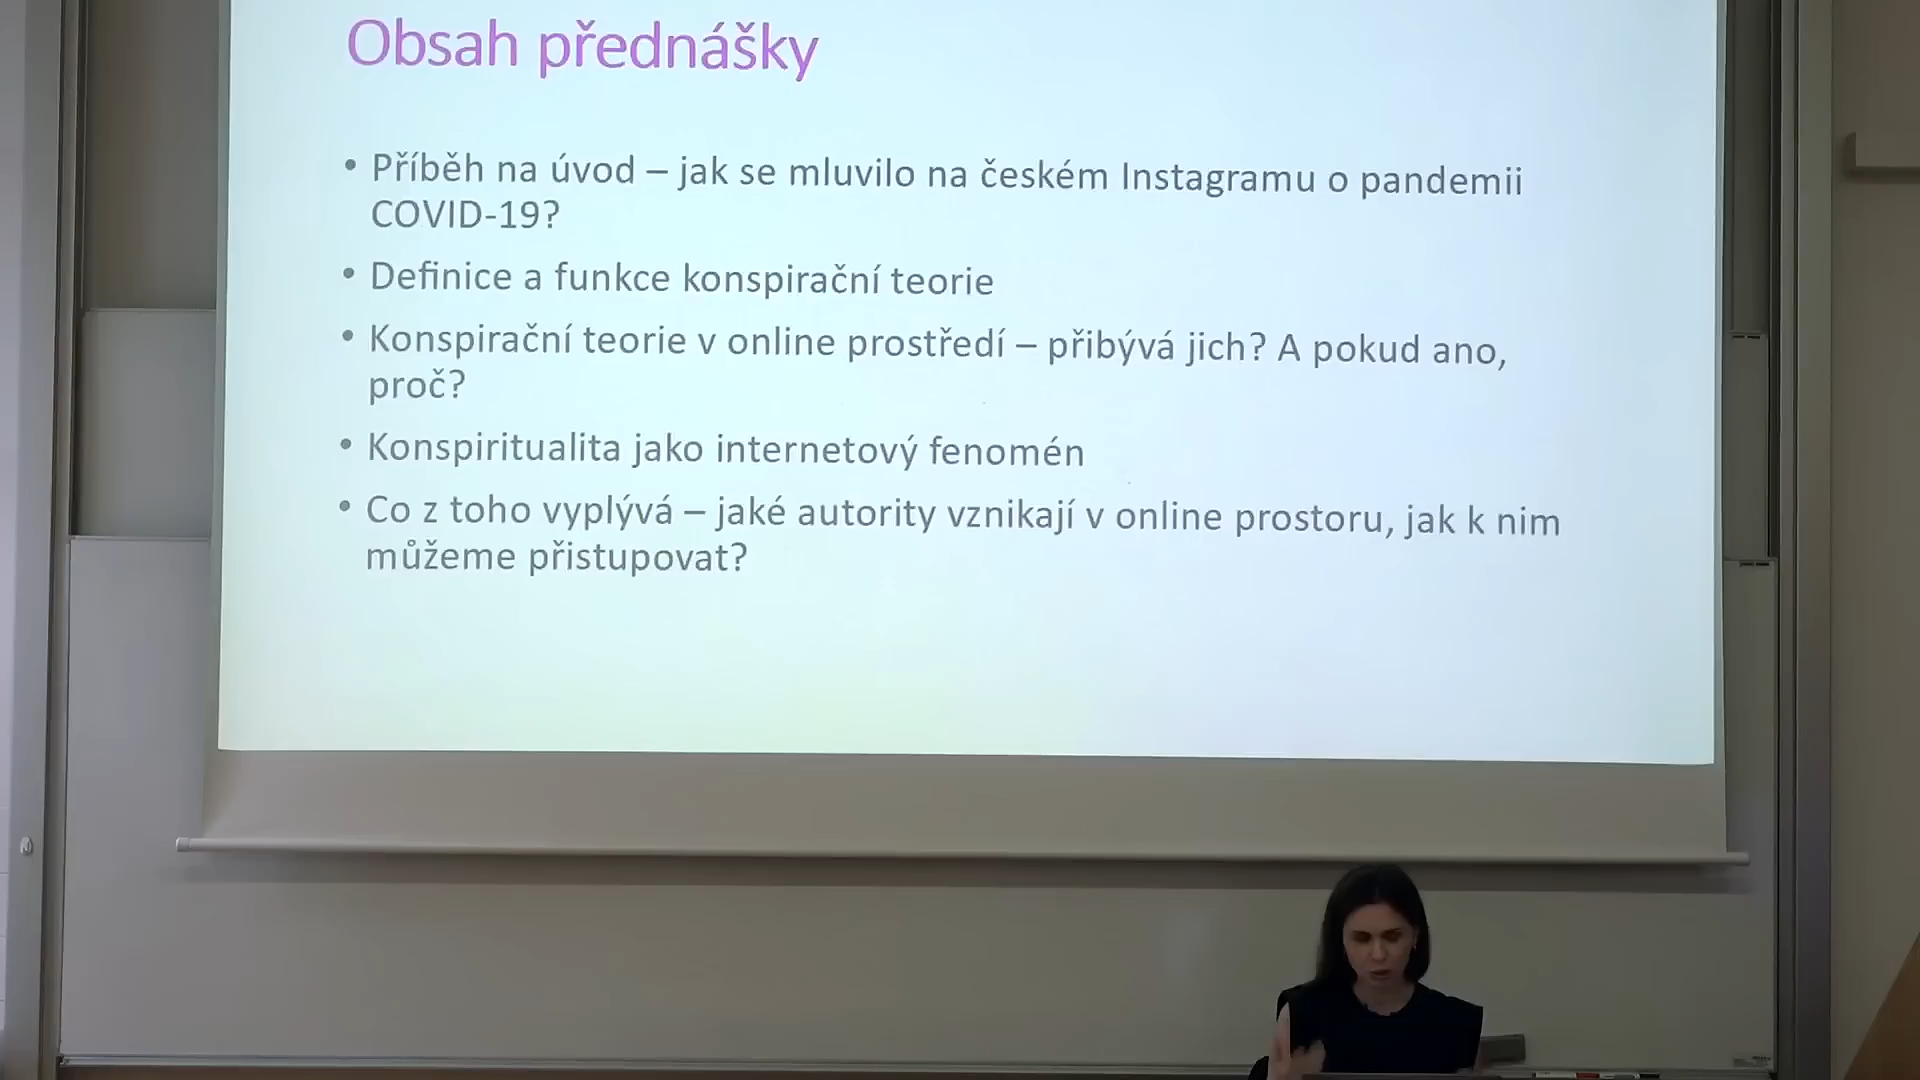 Obsah přednášky
• Příběh na úvod – jak se mluvilo na českém Instagramu o pandemii
COVID-19?
• Definice a funkce konspirační teorie
• Konspirační teorie v online prostředí – přibývá jich? A pokud ano,
proč?
• Konspiritualita jako internetový fenomén
• Co z toho vyplývá – jaké autority vznikají v online prostoru, jak k nim
můžeme přistupovat?